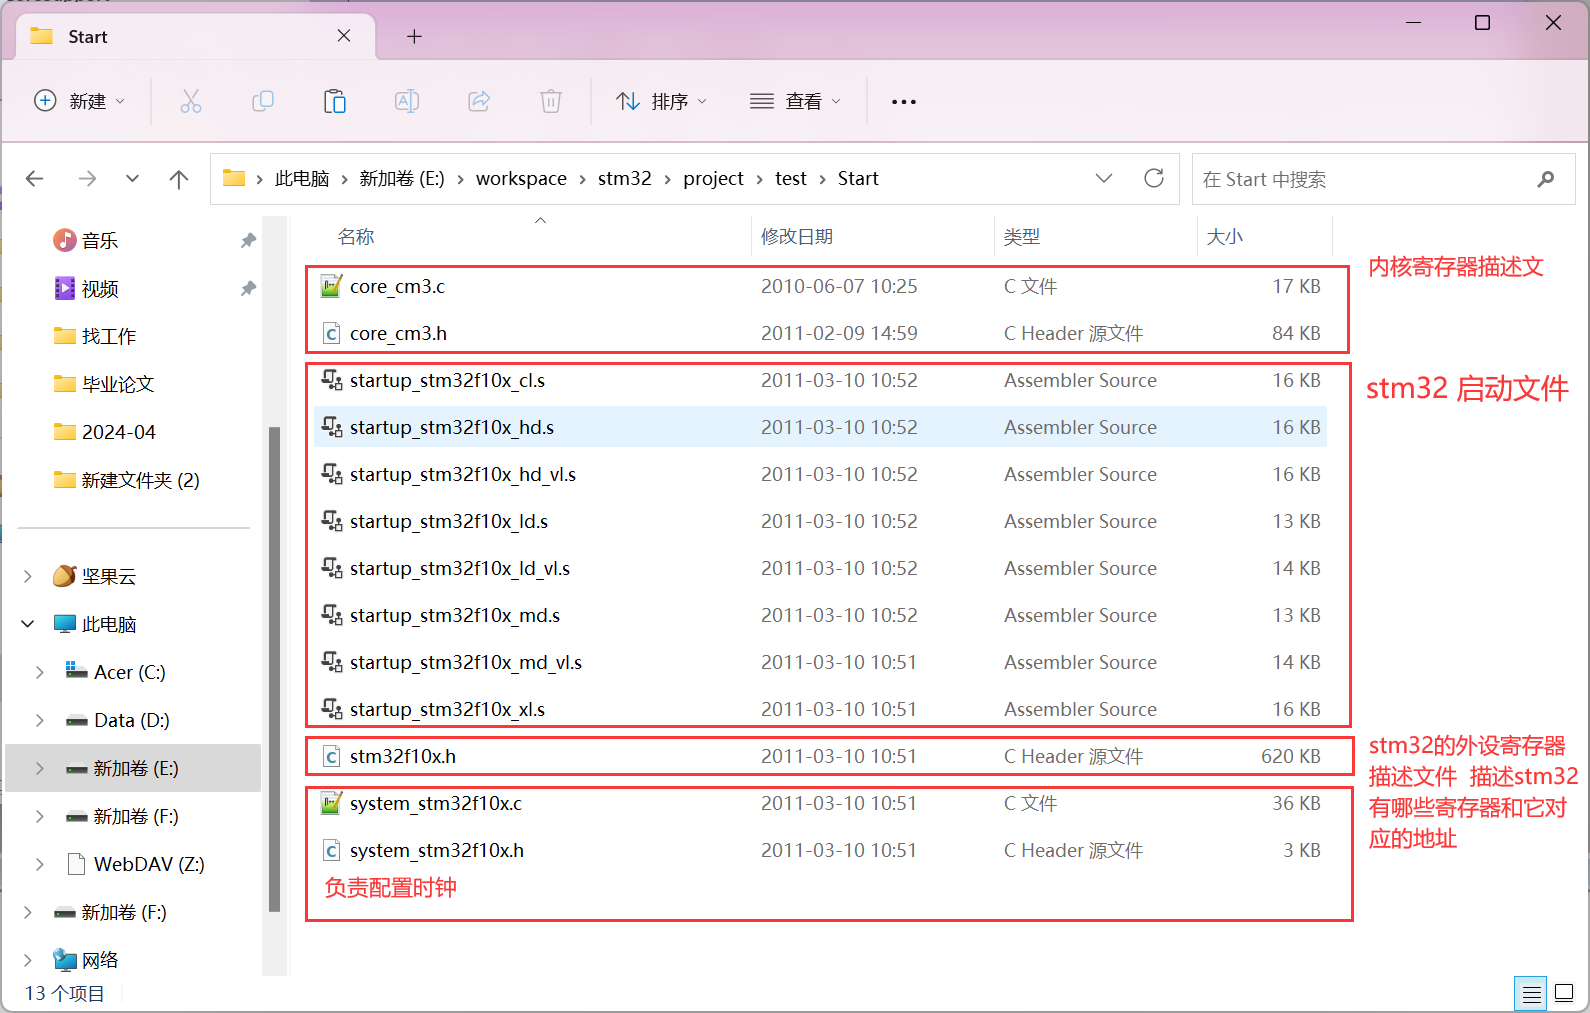 Start
新建
排序
查看
此电脑 > 新加卷 (E:) > workspace > stm32 > project > test > Start
在 Start 中搜索
音乐
视频
找工作
毕业论文
2024-04
新建文件夹 (2)
坚果云
此电脑
Acer (C:)
Data (D:)
新加卷 (E:)
新加卷 (F:)
WebDAV (Z:)
新加卷 (F:)
网络
名称 修改日期 类型 大小
core_cm3.c 2010-06-07 10:25 C 文件 17 KB
core_cm3.h 2011-02-09 14:59 C Header 源文件 84 KB
内核寄存器描述文
startup_stm32f10x_cl.s 2011-03-10 10:52 Assembler Source 16 KB
startup_stm32f10x_hd.s 2011-03-10 10:52 Assembler Source 16 KB
startup_stm32f10x_hd_vl.s 2011-03-10 10:52 Assembler Source 16 KB
startup_stm32f10x_ld.s 2011-03-10 10:52 Assembler Source 13 KB
startup_stm32f10x_ld_vl.s 2011-03-10 10:52 Assembler Source 14 KB
startup_stm32f10x_md.s 2011-03-10 10:52 Assembler Source 13 KB
startup_stm32f10x_md_vl.s 2011-03-10 10:51 Assembler Source 14 KB
startup_stm32f10x_xl.s 2011-03-10 10:51 Assembler Source 16 KB
stm32 启动文件
stm32f10x.h 2011-03-10 10:51 C Header 源文件 620 KB
stm32的外设寄存器
描述文件 描述stm32
有哪些寄存器和它对
应的地址
system_stm32f10x.c 2011-03-10 10:51 C 文件 36 KB
system_stm32f10x.h 2011-03-10 10:51 C Header 源文件 3 KB
负责配置时钟
13 个项目